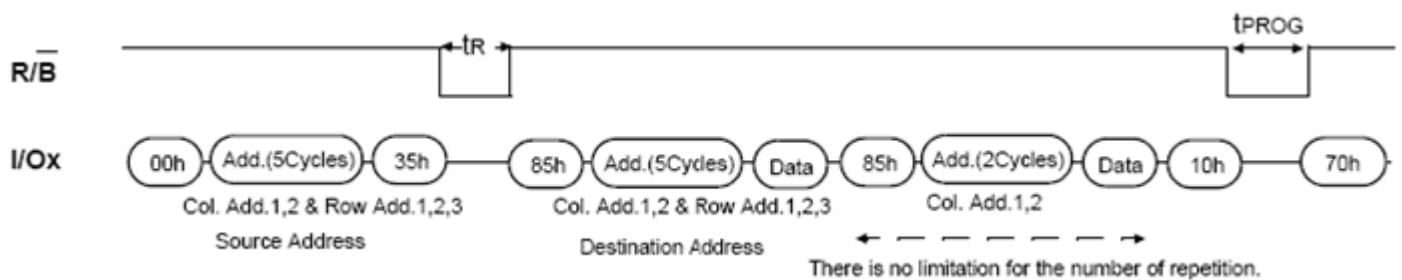 tR
tPROG
R/B̅
I/Ox
00h Add.(5Cycles) 35h 85h Add.(5Cycles) Data 85h Add.(2Cycles) Data 10h 70h
Col. Add.1,2 & Row Add.1,2,3 Col. Add.1,2 & Row Add.1,2,3 Col. Add.1,2
Source Address Destination Address
There is no limitation for the number of repetition.